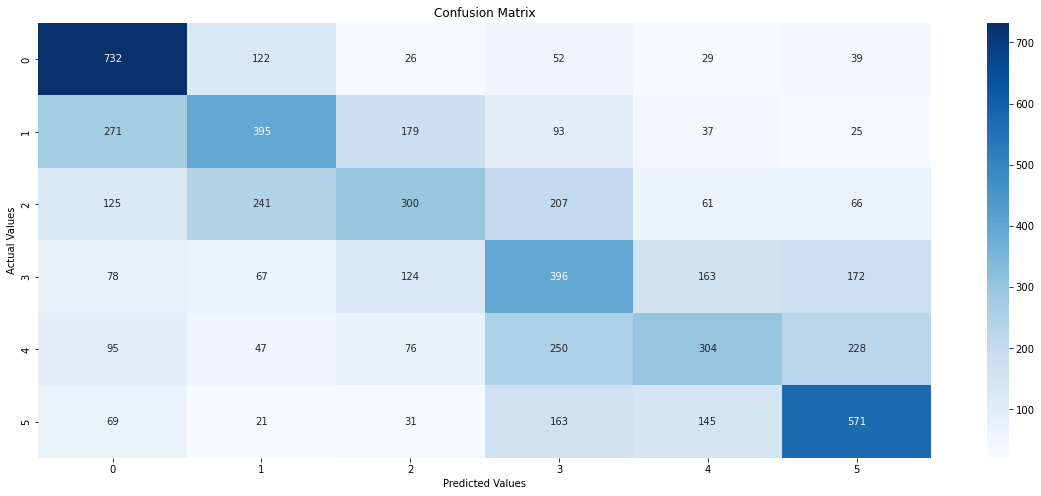 Confusion Matrix
0 732 122 26 52 29 39
1 271 395 179 93 37 25
2 125 241 300 207 61 66
3 78 67 124 396 163 172
4 95 47 76 250 304 228
5 69 21 31 163 145 571
0 1 2 3 4 5
Actual Values
Predicted Values
700
600
500
400
300
200
100